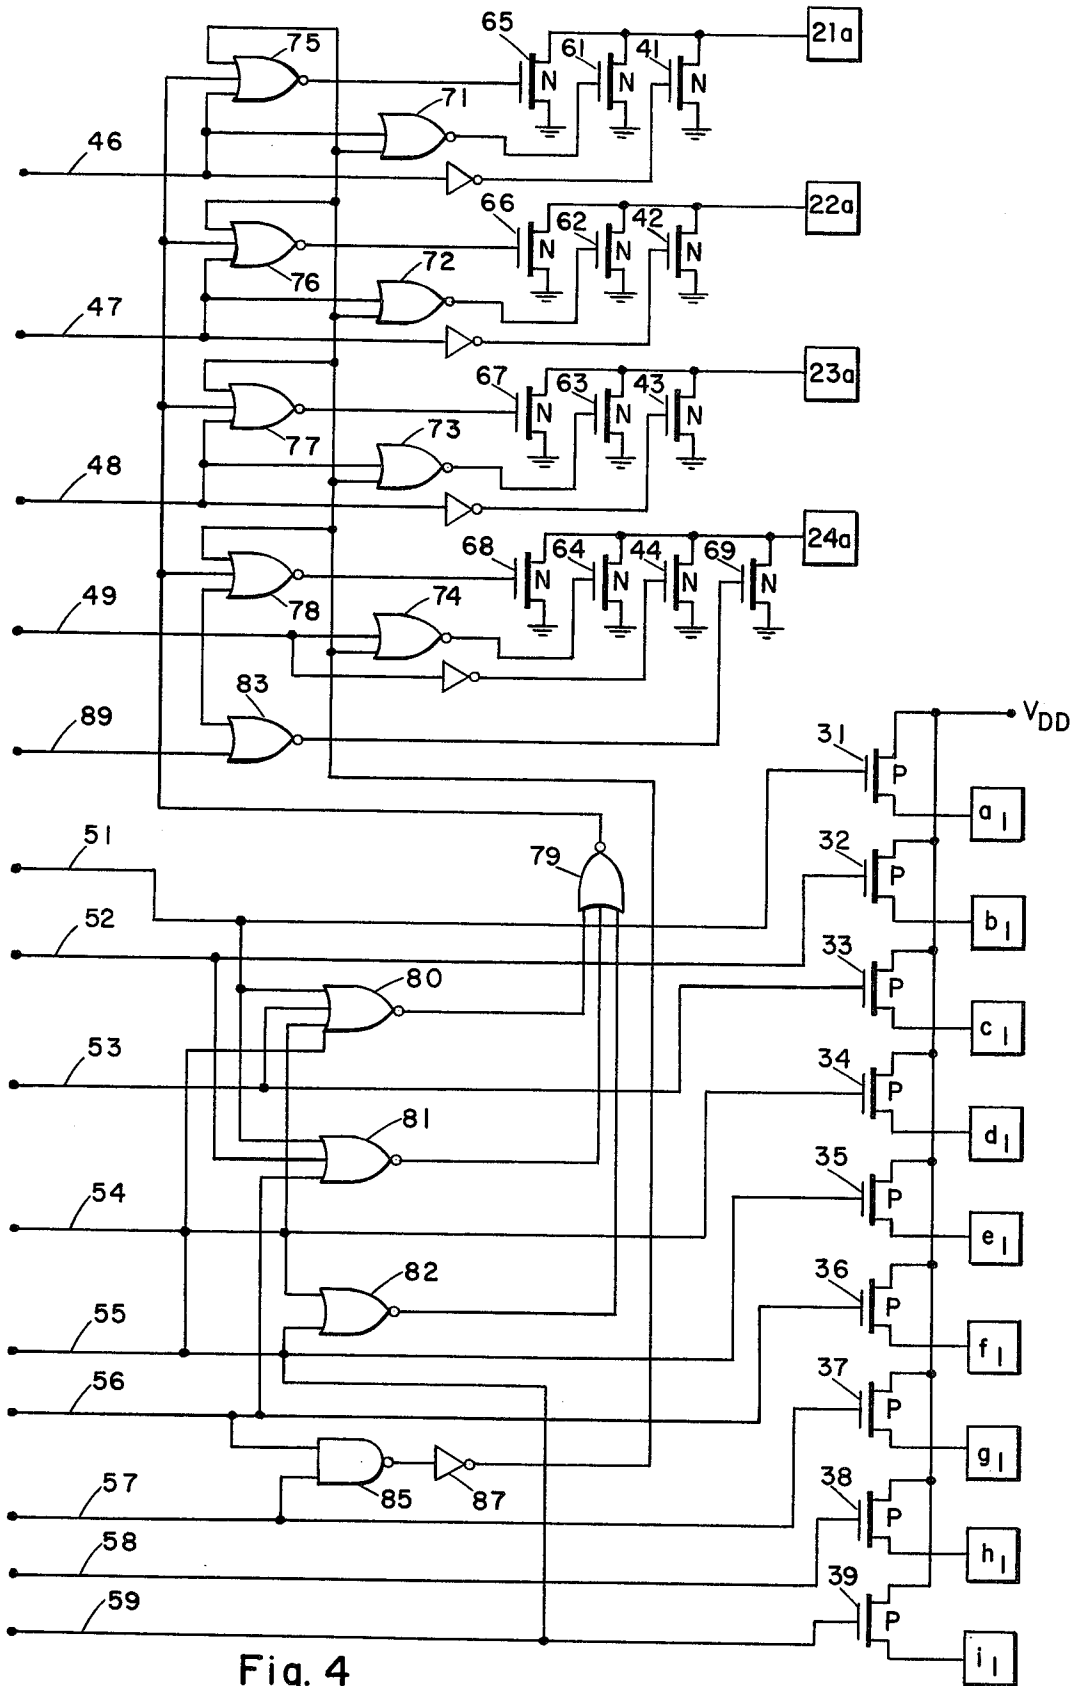 75
65
61
41
21a
N
N
N
71
46
66
62
42
22a
N
N
N
76
72
47
67
63
43
23a
N
N
N
77
73
48
68
64
44
69
24a
N
N
N
N
78
74
49
83
89
VDD
31
P
a1
51
79
32
P
b1
52
33
80
P
c1
53
34
P
81
d1
54
35
P
e1
82
36
55
P
f1
56
37
P
g1
85
87
57
38
P
58
h1
39
59
P
i1
Fig. 4